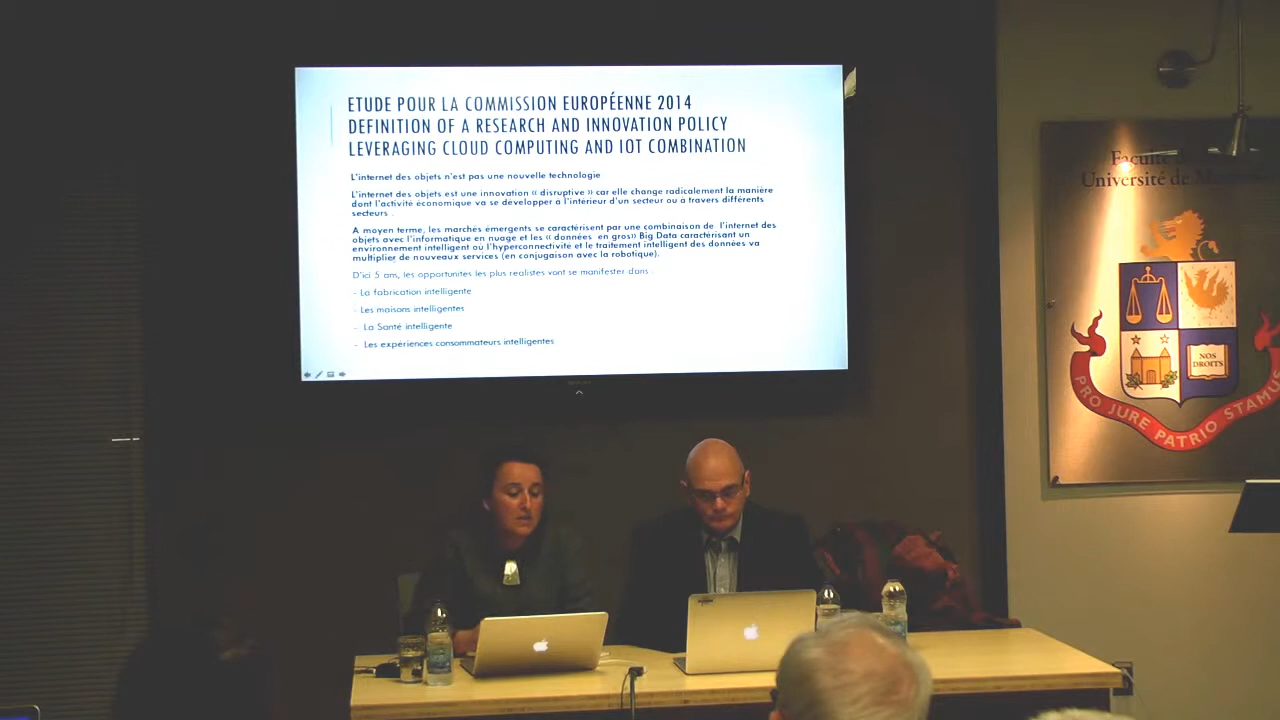 ETUDE POUR LA COMMISSION EUROPÉENNE 2014
DEFINITION OF A RESEARCH AND INNOVATION POLICY
LEVERAGING CLOUD COMPUTING AND IOT COMBINATION
L'internet des objets n'est pas une nouvelle technologie
L'internet des objets est une innovation « disruptive » car elle change radicalement la manière
dont l'activité économique va se développer à l'intérieur d'un secteur ou à travers différents
secteurs .
A moyen terme, les marchés émergents se caractérisent par une combinaison de l'internet des
objets avec l'informatique en nuage et les « données en gros» Big Data caractérisant un
environnement intelligent où l'hyperconnectivité et le traitement intelligent des données va
multiplier de nouveaux services (en conjugaison avec la robotique).
D'ici 5 ans, les opportunites les plus realistes vont se manifester dans :
- La fabrication intelligente
- Les maisons intelligentes
- La Santé intelligente
- Les expériences consommateurs intelligentes
Faculté
Université de
NOS
DROITS
PRO JURE PATRIO STAMUS